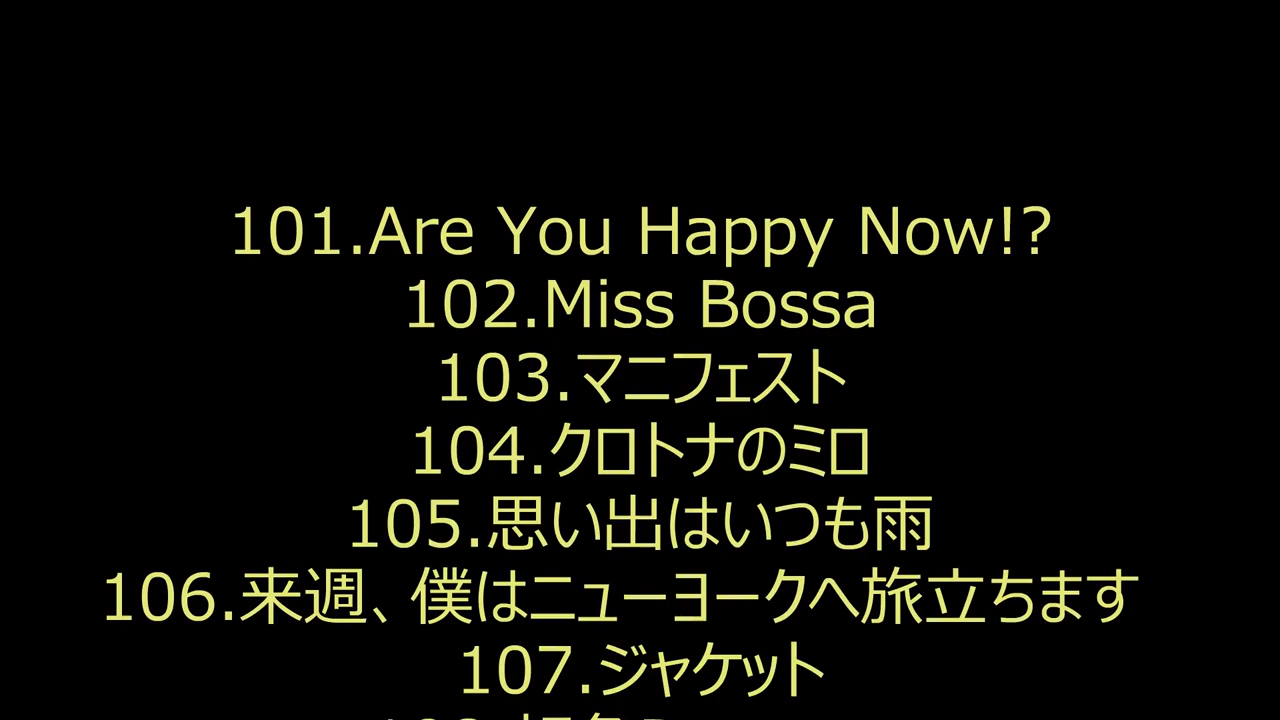 101.Are You Happy Now!?
102.Miss Bossa
103.マニフェスト
104.クロトナのミロ
105.思い出はいつも雨
106.来週、僕はニューヨークへ旅立ちます
107.ジャケット